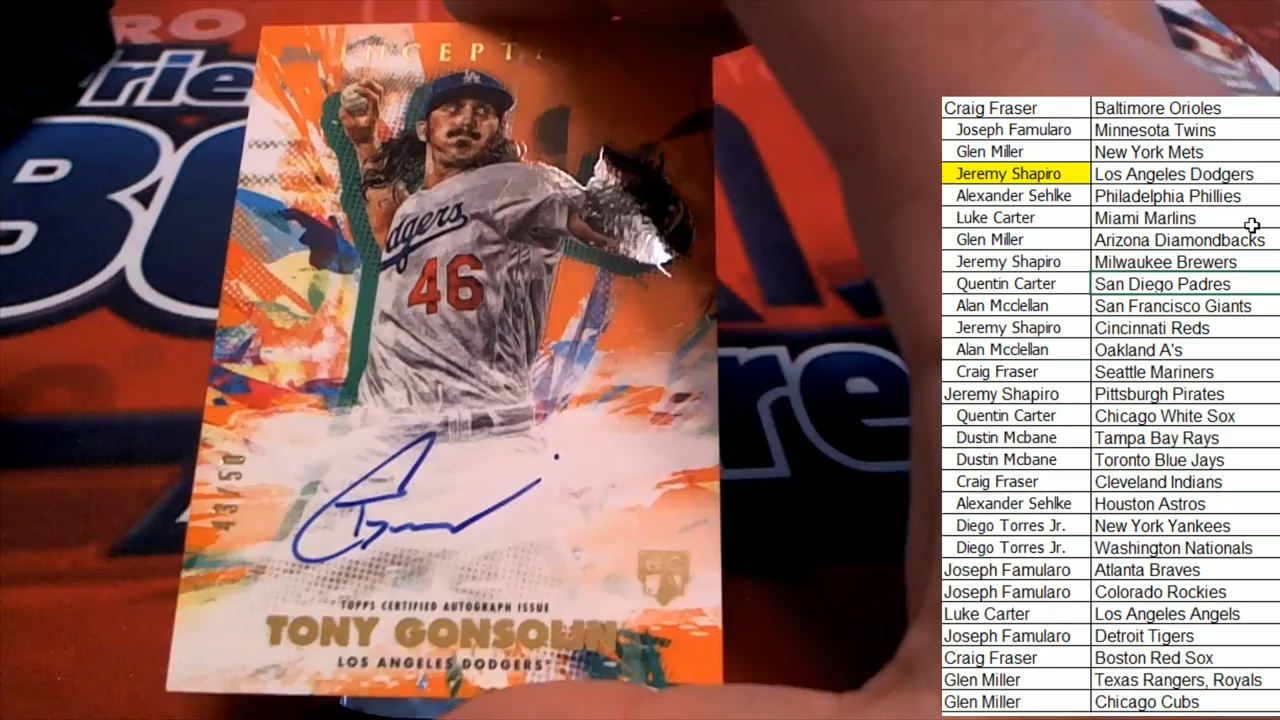 INCEPT
LA
Dodgers
46
43/50
RC
TOPPS CERTIFIED AUTOGRAPH ISSUE
TONY GONSOLIN
LOS ANGELES DODGERS
Craig Fraser Baltimore Orioles
Joseph Famularo Minnesota Twins
Glen Miller New York Mets
Jeremy Shapiro Los Angeles Dodgers
Alexander Sehlke Philadelphia Phillies
Luke Carter Miami Marlins
Glen Miller Arizona Diamondbacks
Jeremy Shapiro Milwaukee Brewers
Quentin Carter San Diego Padres
Alan Mcclellan San Francisco Giants
Jeremy Shapiro Cincinnati Reds
Alan Mcclellan Oakland A's
Craig Fraser Seattle Mariners
Jeremy Shapiro Pittsburgh Pirates
Quentin Carter Chicago White Sox
Dustin Mcbane Tampa Bay Rays
Dustin Mcbane Toronto Blue Jays
Craig Fraser Cleveland Indians
Alexander Sehlke Houston Astros
Diego Torres Jr. New York Yankees
Diego Torres Jr. Washington Nationals
Joseph Famularo Atlanta Braves
Joseph Famularo Colorado Rockies
Luke Carter Los Angeles Angels
Joseph Famularo Detroit Tigers
Craig Fraser Boston Red Sox
Glen Miller Texas Rangers, Royals
Glen Miller Chicago Cubs